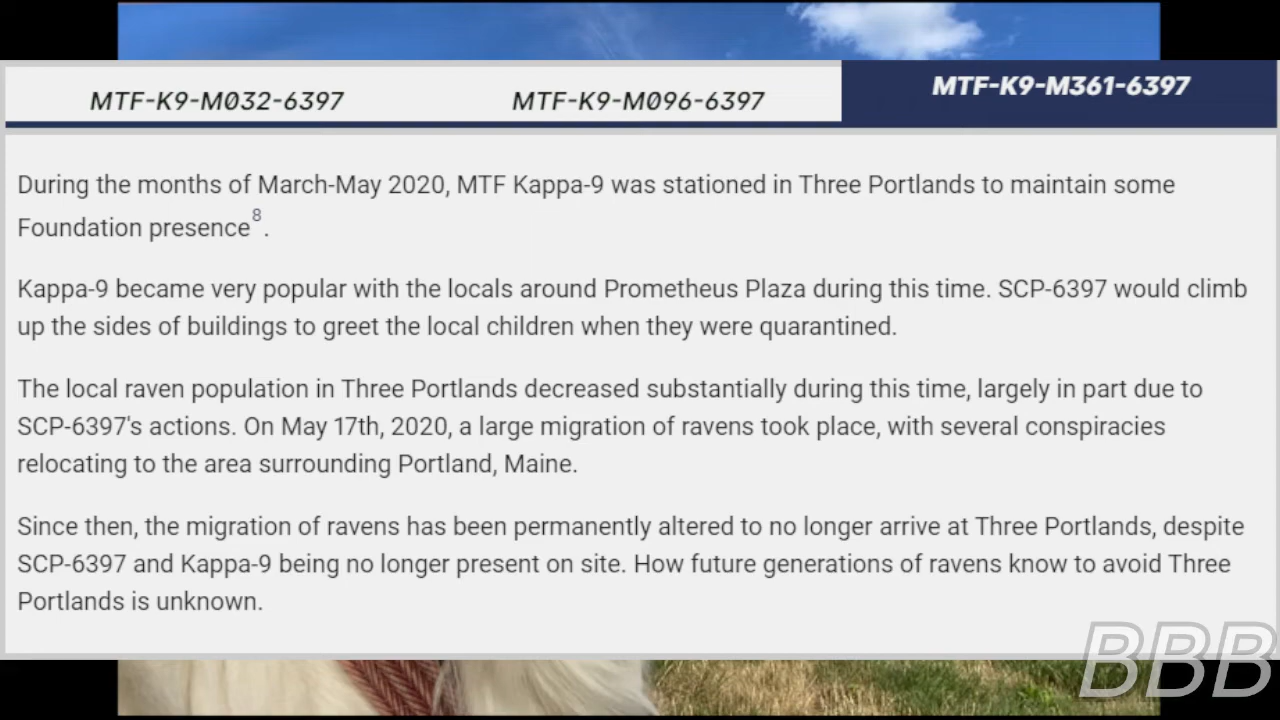 MTF-K9-M032-6397 MTF-K9-M096-6397 MTF-K9-M361-6397
During the months of March-May 2020, MTF Kappa-9 was stationed in Three Portlands to maintain some
Foundation presence8.
Kappa-9 became very popular with the locals around Prometheus Plaza during this time. SCP-6397 would climb
up the sides of buildings to greet the local children when they were quarantined.
The local raven population in Three Portlands decreased substantially during this time, largely in part due to
SCP-6397's actions. On May 17th, 2020, a large migration of ravens took place, with several conspiracies
relocating to the area surrounding Portland, Maine.
Since then, the migration of ravens has been permanently altered to no longer arrive at Three Portlands, despite
SCP-6397 and Kappa-9 being no longer present on site. How future generations of ravens know to avoid Three
Portlands is unknown.
BBB